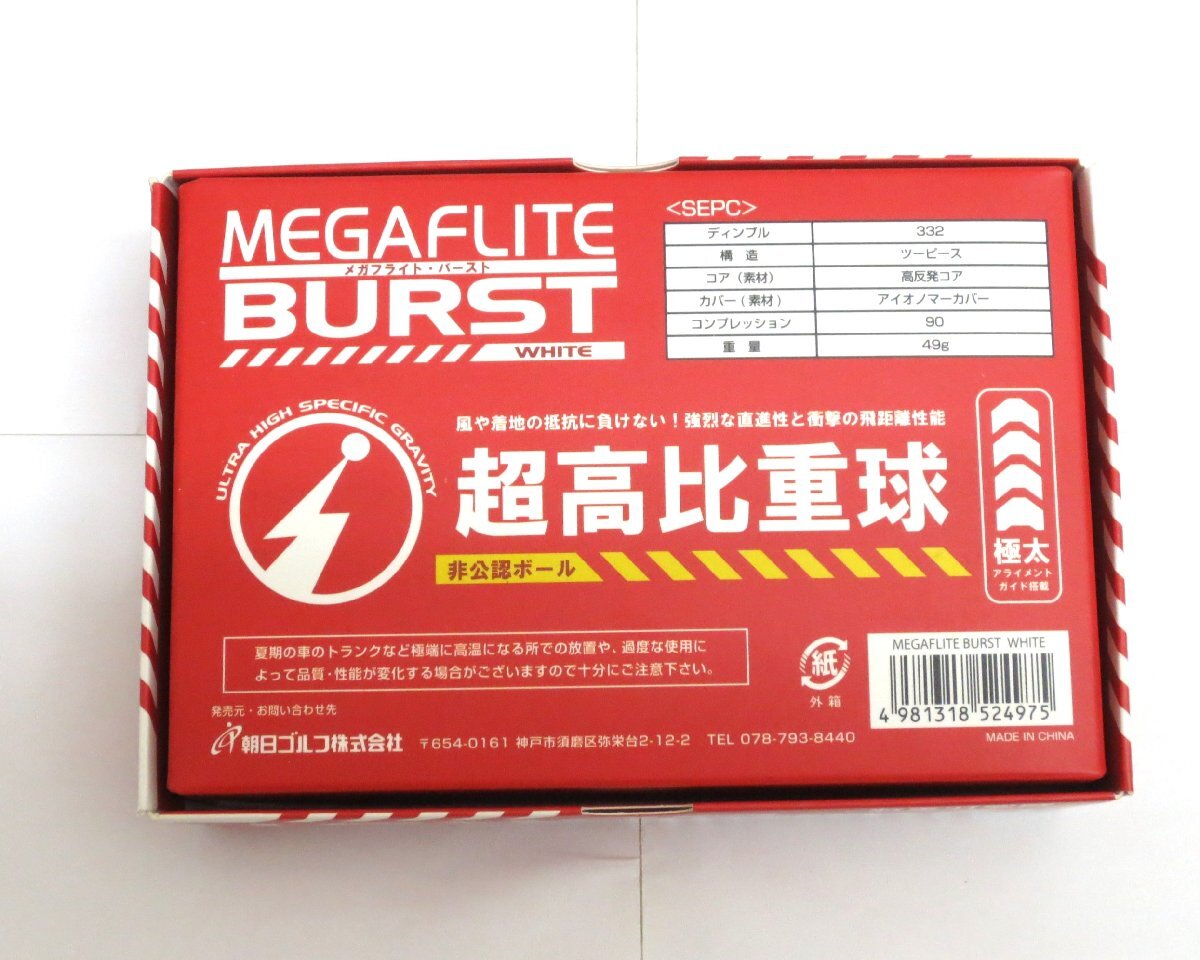 MEGAFLITE
メガフライト・バースト
BURST
WHITE
<SEPC>
ディンプル 332
構造 ツーピース
コア（素材） 高反発コア
カバー（素材） アイオノマーカバー
コンプレッション 90
重量 49g
ULTRA HIGH SPECIFIC GRAVITY
風や着地の抵抗に負けない！強烈な直進性と衝撃の飛距離性能
超高比重球
非公認ボール
極太
アライメント
ガイド搭載
夏期の車のトランクなど極端に高温になる所での放置や、過度な使用に
よって品質・性能が変化する場合がございますので十分にご注意下さい。
発売元・お問い合わせ先
朝日ゴルフ株式会社 〒654-0161 神戸市須磨区弥栄台2-12-2 TEL 078-793-8440
紙
外箱
MEGAFLITE BURST WHITE
4 981318 524975
MADE IN CHINA